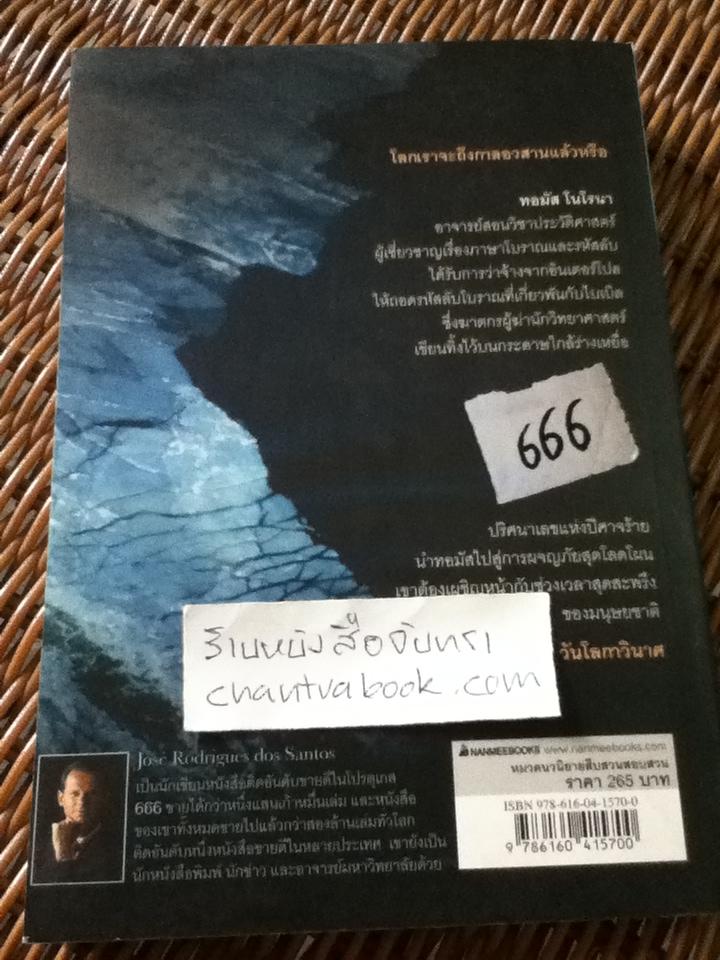 โลกเราจะถึงกาลอวสานแล้วหรือ
ทอมัส โนโรนา
อาจารย์สอนวิชาประวัติศาสตร์
ผู้เชี่ยวชาญเรื่องภาษาโบราณและรหัสลับ
ได้รับการว่าจ้างจากอินเตอร์โปล
ให้ถอดรหัสลับโบราณที่เกี่ยวพันกับไบเบิล
ซึ่งฆาตกรผู้ฆ่านักวิทยาศาสตร์
เขียนทิ้งไว้บนกระดาษใกล้ร่างเหยื่อ
666
ปริศนาเลขแห่งปีศาจร้าย
นำทอมัสไปสู่การผจญภัยสุดโลดโผน
เขาต้องเผชิญหน้ากับช่วงเวลาสุดสะพรึง
ของมนุษยชาติ
วันโลกาวินาศ
ร้านหนังสือจันทรา
chantrabook.com
José Rodrigues dos Santos
เป็นนักเขียนหนังสือติดอันดับขายดีในโปรตุเกส
666 ขายได้กว่าหนึ่งแสนเก้าหมื่นเล่ม และหนังสือ
ของเขาทั้งหมดขายไปแล้วกว่าสองล้านเล่มทั่วโลก
ติดอันดับหนึ่งหนังสือขายดีในหลายประเทศ เขายังเป็น
นักหนังสือพิมพ์ นักข่าว และอาจารย์มหาวิทยาลัยด้วย
NANMEEBOOKS www.nanmeebooks.com
หมวดนวนิยายสืบสวนสอบสวน
ราคา 265 บาท
ISBN 978-616-04-1570-0
9 786160 415700